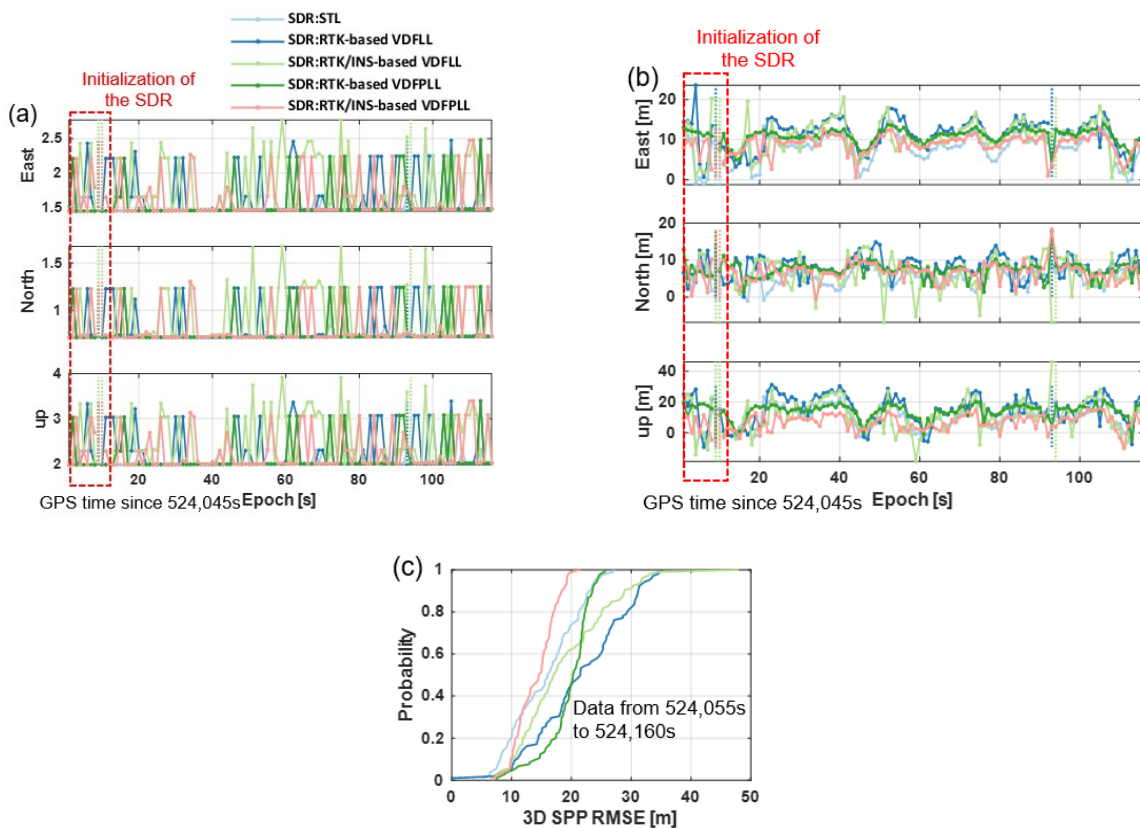 SDR:STL
SDR:RTK-based VDFLL
SDR:RTK/INS-based VDFLL
SDR:RTK-based VDFPLL
SDR:RTK/INS-based VDFPLL
Initialization of
the SDR
(a)
East
2.5
2
1.5
North
1.5
1
up
4
3
2
20
40
60
80
100
GPS time since 524,045s
Epoch [s]
Initialization of
the SDR
(b)
East [m]
20
10
0
North [m]
20
10
0
up [m]
40
20
0
20
40
60
80
100
GPS time since 524,045s
Epoch [s]
(c)
Probability
1
0.8
0.6
0.4
0.2
0
Data from 524,055s
to 524,160s
0
10
20
30
40
50
3D SPP RMSE [m]